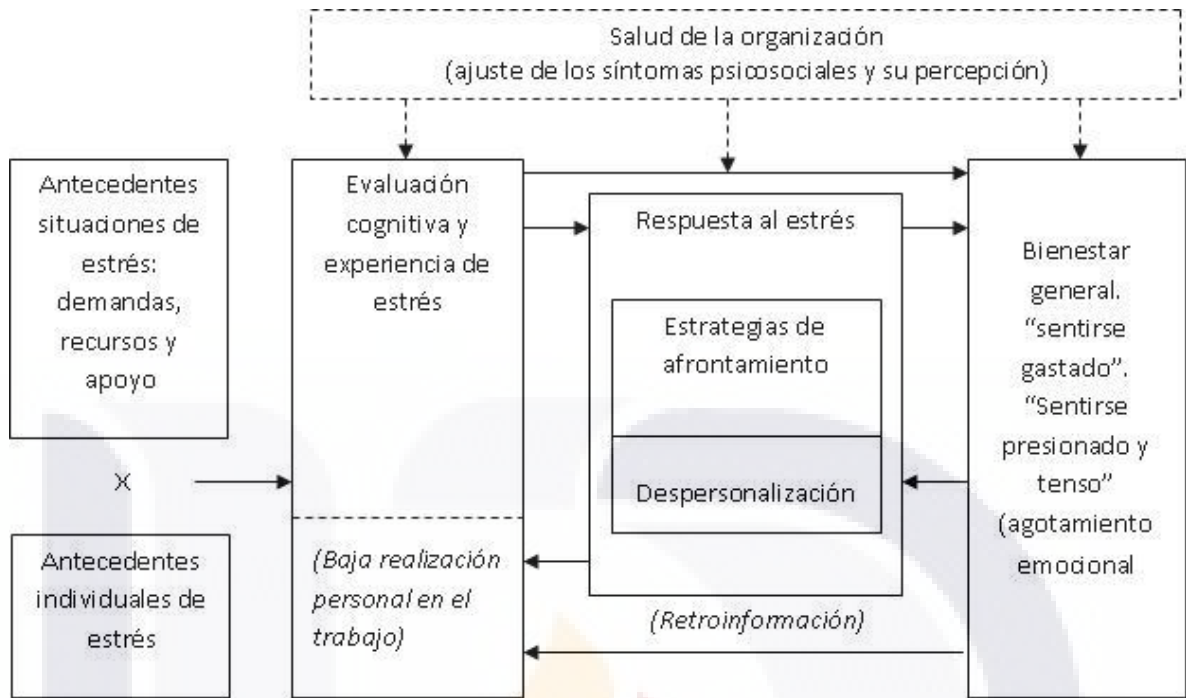 Salud de la organización
(ajuste de los síntomas psicosociales y su percepción)
Antecedentes
situaciones de
estrés:
demandas,
recursos y
apoyo
X
Antecedentes
individuales de
estrés
Evaluación
cognitiva y
experiencia de
estrés
(Baja realización
personal en el
trabajo)
Respuesta al estrés
Estrategias de
afrontamiento
Despersonalización
(Retroinformación)
Bienestar
general.
“sentirse
gastado”.
“Sentirse
presionado y
tenso”
(agotamiento
emocional